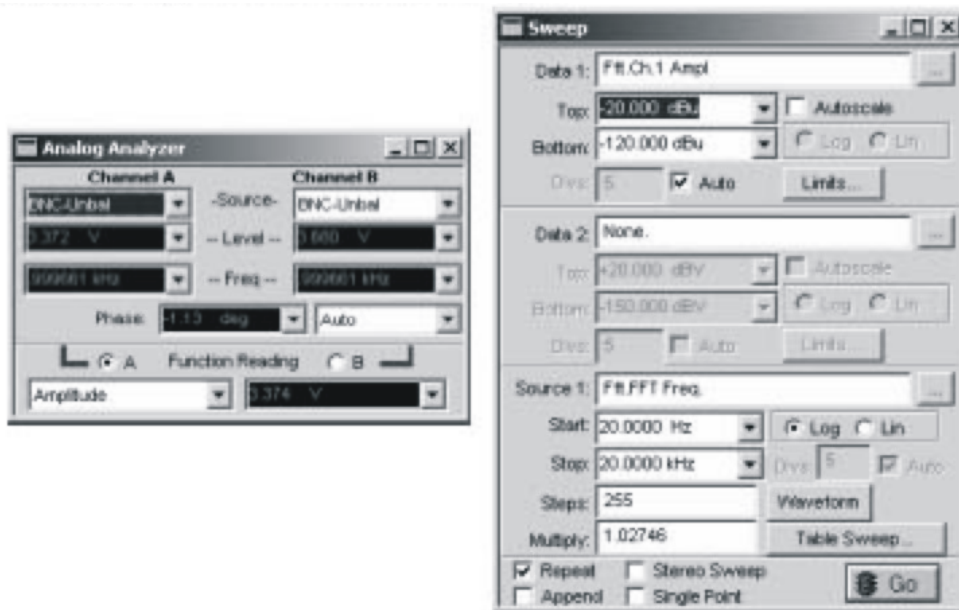 Analog Analyzer
Channel A Channel B
BNC-Unbal -Source- BNC-Unbal
.372 V -- Level -- .660 V
-- Freq --
Phase: -1.13 deg Auto
A Function Reading B
Amplitude .374 V
Sweep
Data 1: Fft.Ch.1 Ampl ...
Top: -20.000 dBu Autoscale
Bottom: -120.000 dBu Log Lin
Divs: 5 Auto Limits...
Data 2: None. ...
Top: +20.000 dBV Autoscale
Bottom: -150.000 dBV Log Lin
Divs: 5 Auto Limits...
Source 1: Fft.FFT Freq. ...
Start: 20.0000 Hz Log Lin
Stop: 20.0000 kHz Divs: 5 Auto
Steps: 255 Waveform
Multiply: 1.02746 Table Sweep...
Repeat Stereo Sweep
Append Single Point
Go